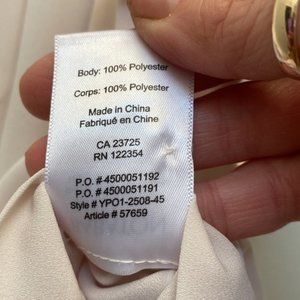 Body: 100% Polyester
Corps: 100% Polyester
Made in China
Fabriqué en Chine
CA 23725
RN 122354
P.O. # 4500051192
P.O. # 4500051191
Style # YPO1-2508-45
Article # 57659